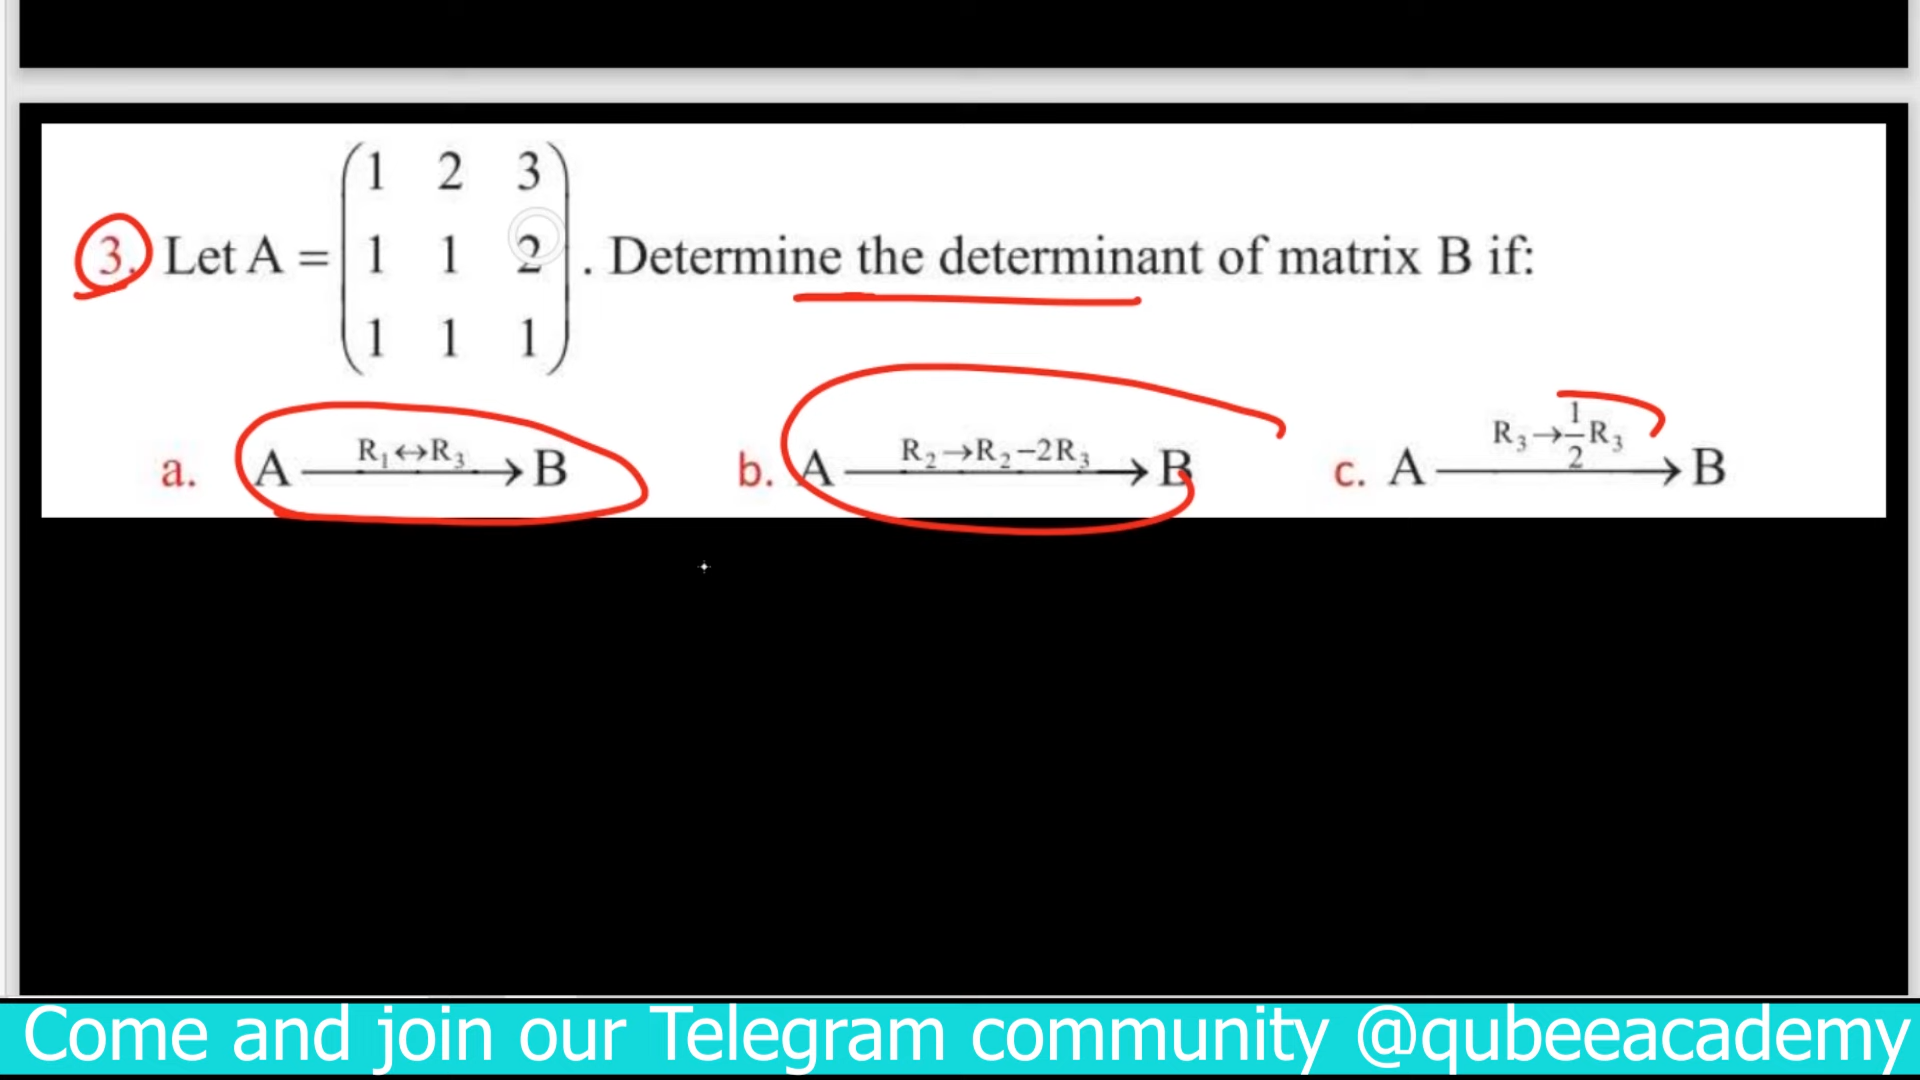 3. Let A = (1 2 3
1 1 2
1 1 1). Determine the determinant of matrix B if:
a. A —R₁↔R₃→ B b. A —R₂→R₂−2R₃→ B c. A —R₃→½R₃→ B
Come and join our Telegram community @qubeeacademy